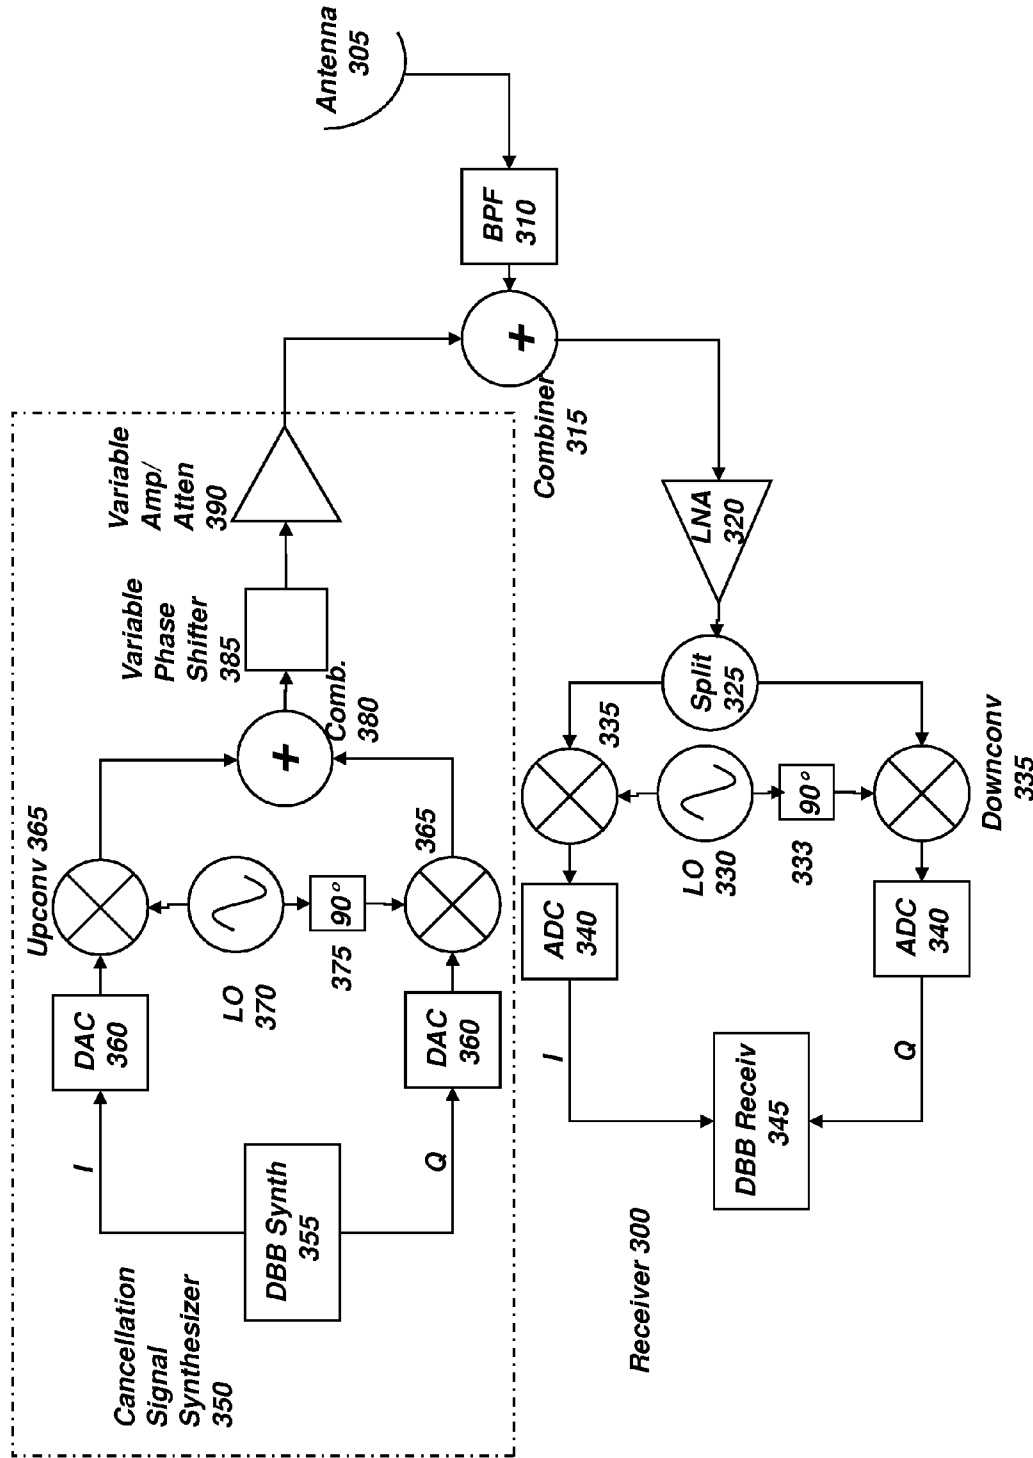 Cancellation
Signal
Synthesizer
350
DBB Synth
355
I
Q
DAC
360
DAC
360
Upconv 365
LO
370
90°
375
365
+
Comb.
380
Variable
Phase
Shifter
385
Variable
Amp/
Atten
390
Antenna
305
BPF
310
+
Combiner
315
LNA
320
Split
325
335
LO
330
90°
333
Downconv
335
ADC
340
ADC
340
I
Q
DBB Receiv
345
Receiver 300